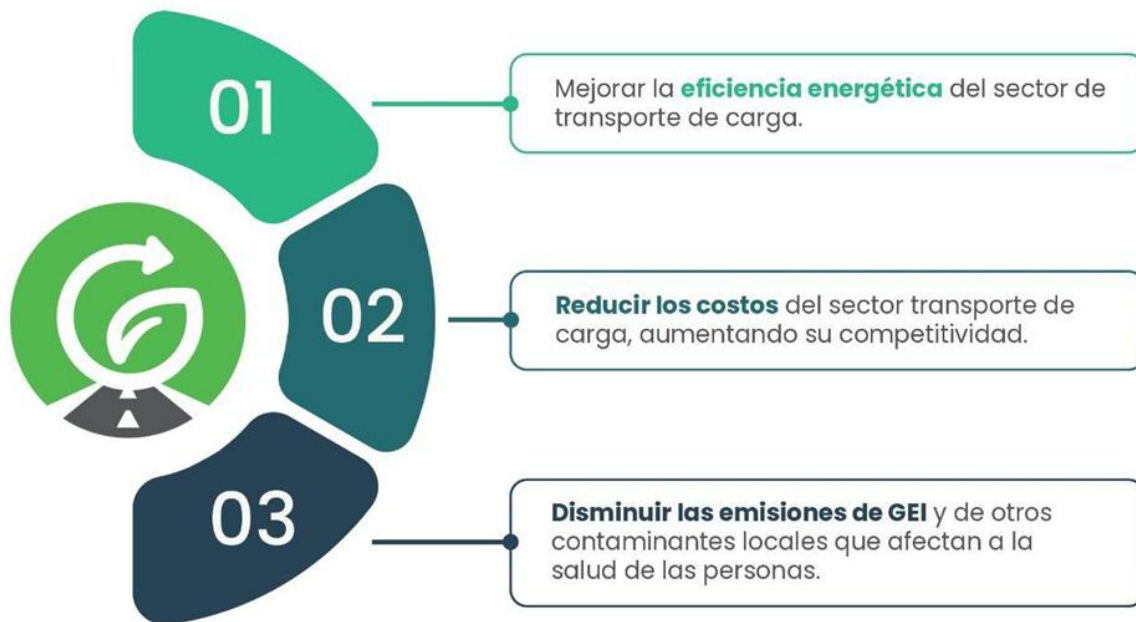 01
Mejorar la eficiencia energética del sector de
transporte de carga.
02
Reducir los costos del sector transporte de
carga, aumentando su competitividad.
03
Disminuir las emisiones de GEI y de otros
contaminantes locales que afectan a la
salud de las personas.